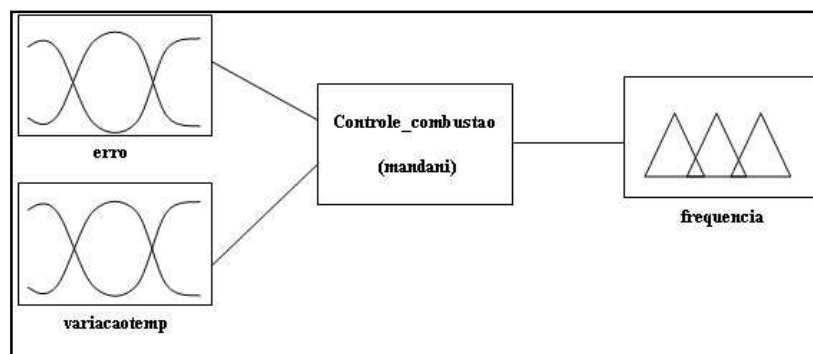 erro
Controle_combustao
(mandani)
frequencia
variacaotemp